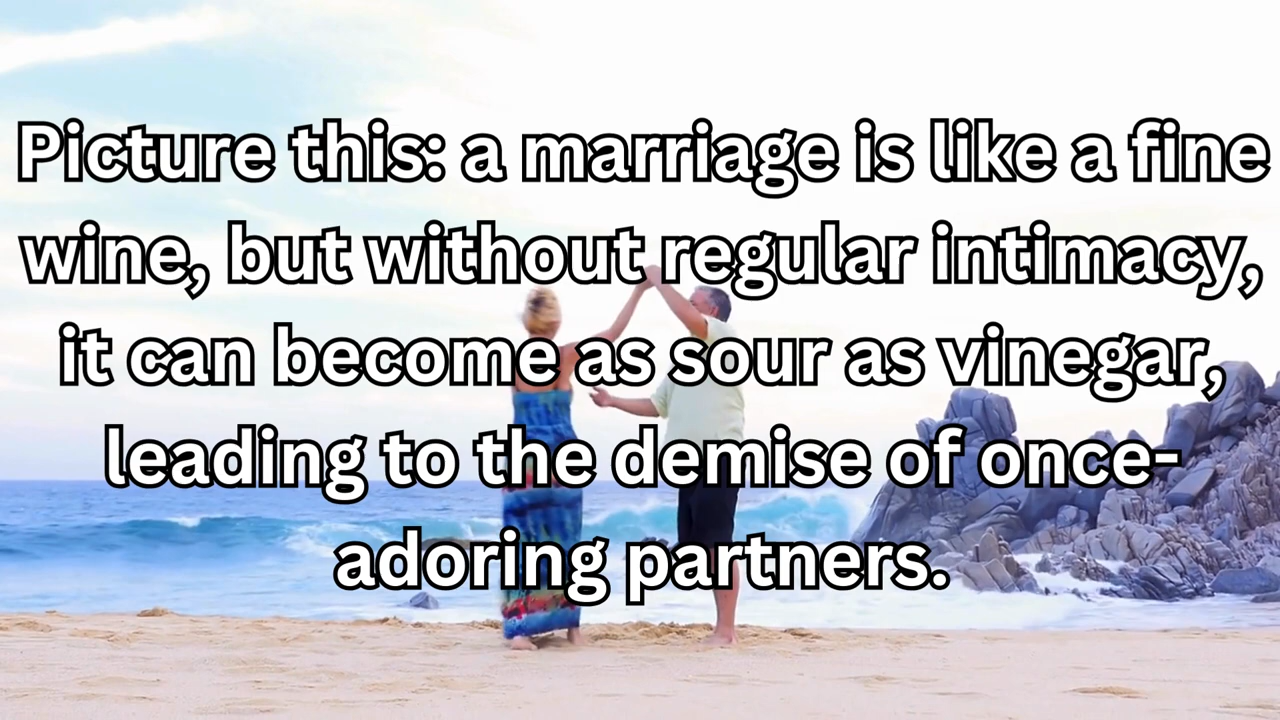 Picture this: a marriage is like a fine
wine, but without regular intimacy,
it can become as sour as vinegar,
leading to the demise of once-
adoring partners.